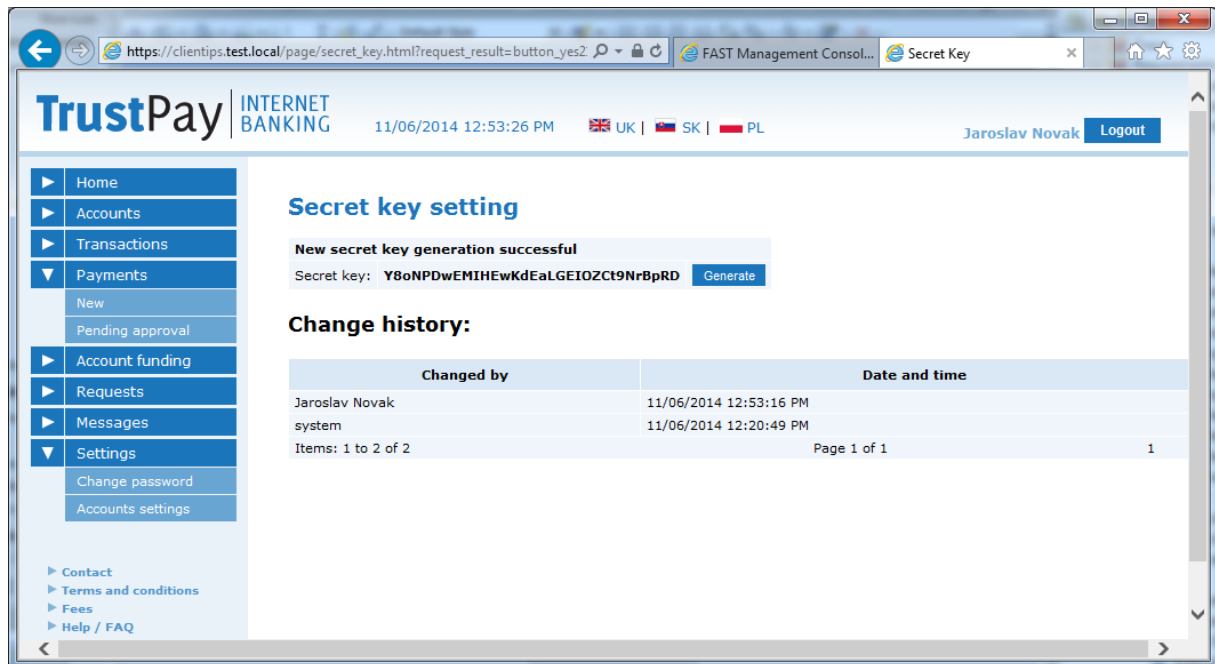 https://clientips.test.local/page/secret_key.html?request_result=button_yes2
FAST Management Consol...
Secret Key
TrustPay INTERNET BANKING
11/06/2014 12:53:26 PM
UK | SK | PL
Jaroslav Novak
Logout
Home
Accounts
Transactions
Payments
New
Pending approval
Account funding
Requests
Messages
Settings
Change password
Accounts settings
Contact
Terms and conditions
Fees
Help / FAQ
Secret key setting
New secret key generation successful
Secret key: Y8oNPDwEMIHEwKdEaLGEIOZCt9NrBpRD Generate
Change history:
Changed by Date and time
Jaroslav Novak 11/06/2014 12:53:16 PM
system 11/06/2014 12:20:49 PM
Items: 1 to 2 of 2 Page 1 of 1 1